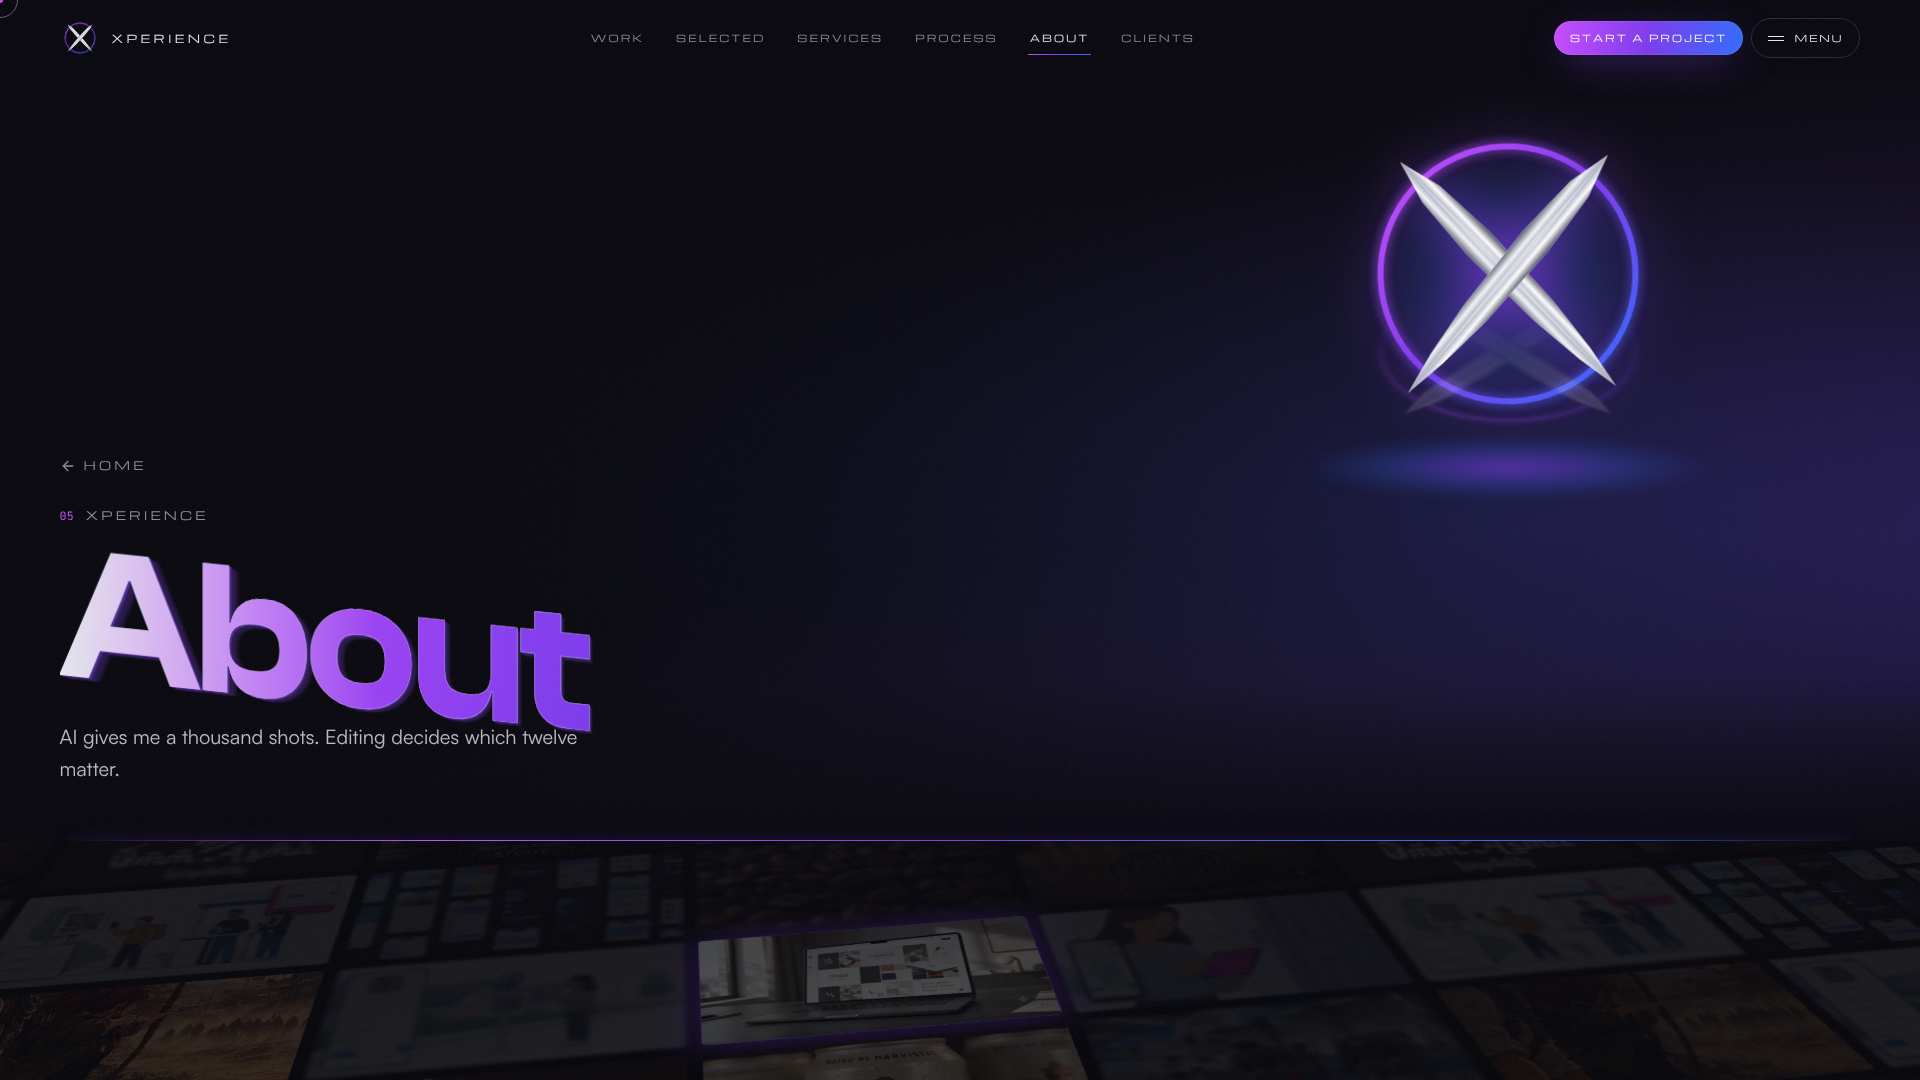 XPERIENCE
WORK
SELECTED
SERVICES
PROCESS
ABOUT
CLIENTS
START A PROJECT
MENU
HOME
05 XPERIENCE
About
AI gives me a thousand shots. Editing decides which twelve
matter.